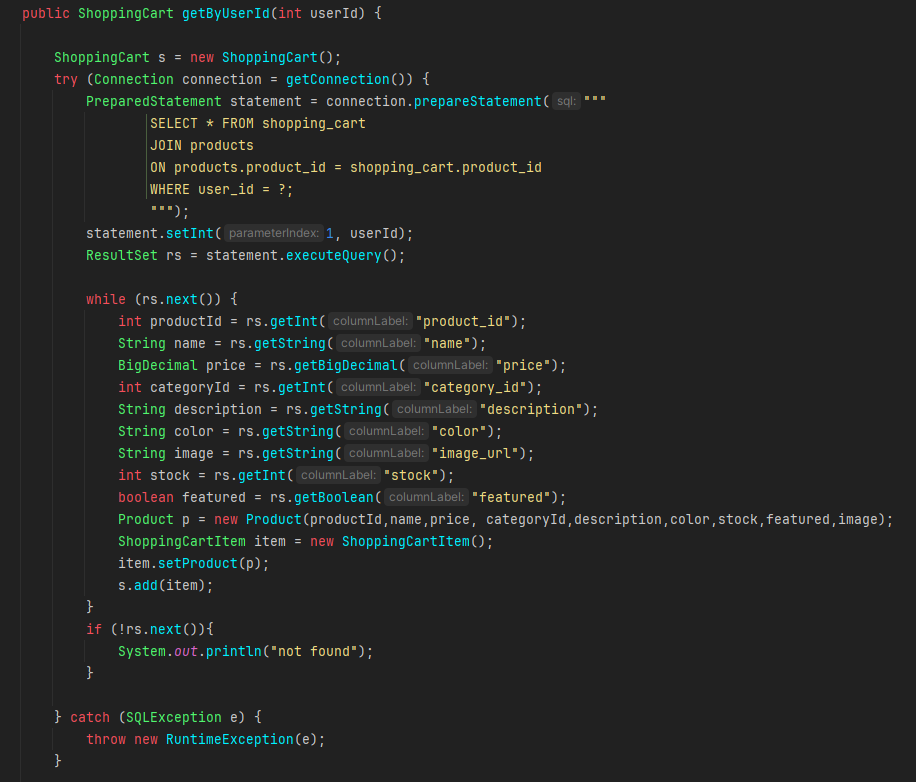 public ShoppingCart getByUserId(int userId) {
ShoppingCart s = new ShoppingCart();
try (Connection connection = getConnection()) {
PreparedStatement statement = connection.prepareStatement( sql: """
SELECT * FROM shopping_cart
JOIN products
ON products.product_id = shopping_cart.product_id
WHERE user_id = ?;
""");
statement.setInt( parameterIndex: 1, userId);
ResultSet rs = statement.executeQuery();
while (rs.next()) {
int productId = rs.getInt( columnLabel: "product_id");
String name = rs.getString( columnLabel: "name");
BigDecimal price = rs.getBigDecimal( columnLabel: "price");
int categoryId = rs.getInt( columnLabel: "category_id");
String description = rs.getString( columnLabel: "description");
String color = rs.getString( columnLabel: "color");
String image = rs.getString( columnLabel: "image_url");
int stock = rs.getInt( columnLabel: "stock");
boolean featured = rs.getBoolean( columnLabel: "featured");
Product p = new Product(productId,name,price, categoryId,description,color,stock,featured,image);
ShoppingCartItem item = new ShoppingCartItem();
item.setProduct(p);
s.add(item);
}
if (!rs.next()){
System.out.println("not found");
}
} catch (SQLException e) {
throw new RuntimeException(e);
}